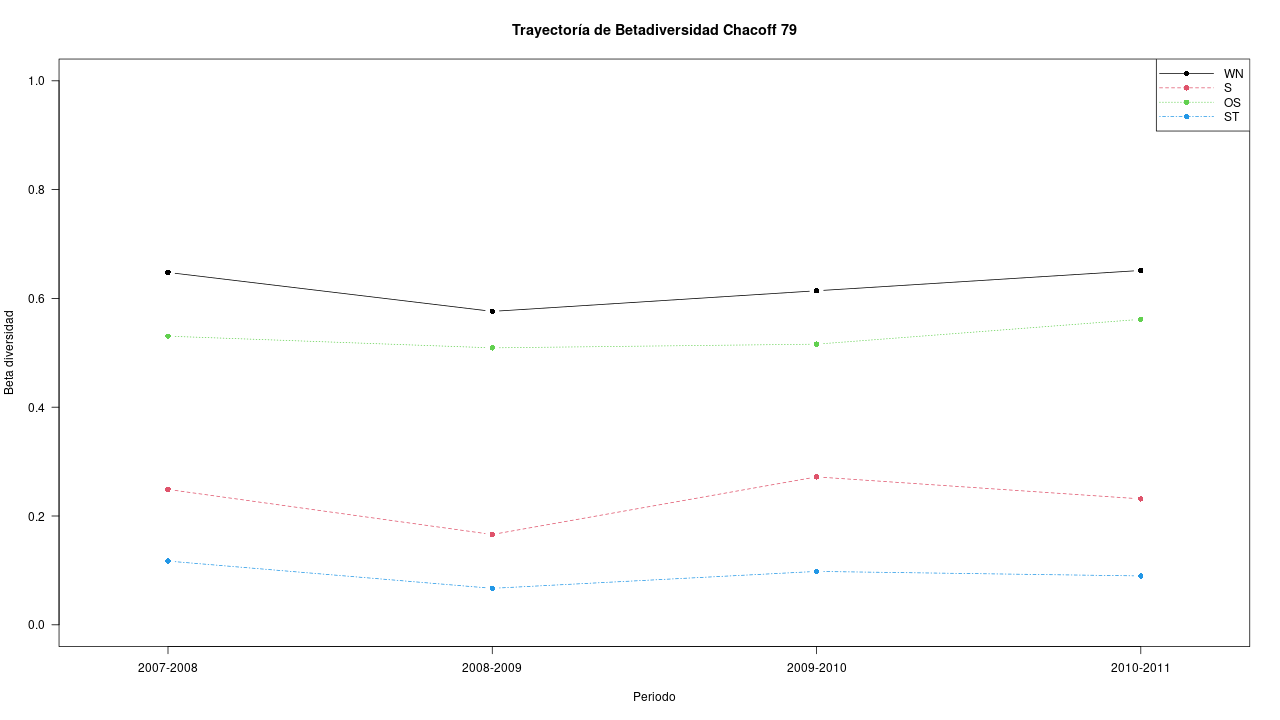 Trayectoría de Betadiversidad Chacoff 79
WN
S
OS
ST
1.0
0.8
0.6
0.4
0.2
0.0
Beta diversidad
2007-2008
2008-2009
2009-2010
2010-2011
Periodo